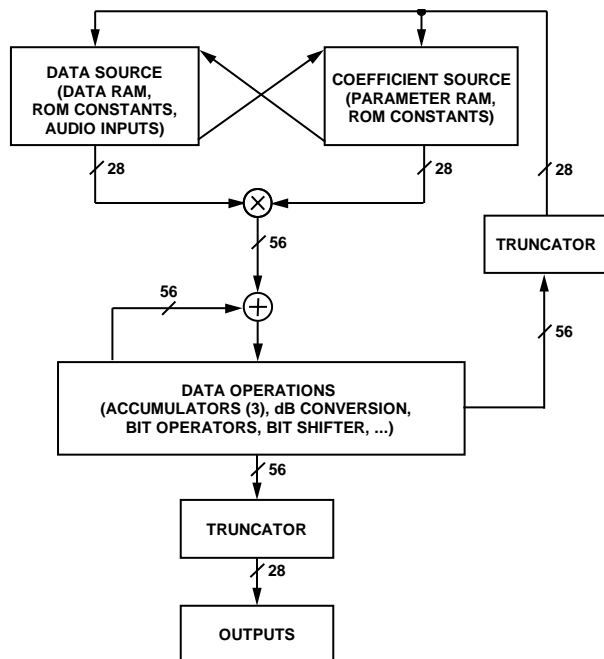 DATA SOURCE
(DATA RAM,
ROM CONSTANTS,
AUDIO INPUTS)
COEFFICIENT SOURCE
(PARAMETER RAM,
ROM CONSTANTS)
28
28
28
TRUNCATOR
56
56
56
DATA OPERATIONS
(ACCUMULATORS (3), dB CONVERSION,
BIT OPERATORS, BIT SHIFTER, ...)
56
TRUNCATOR
28
OUTPUTS